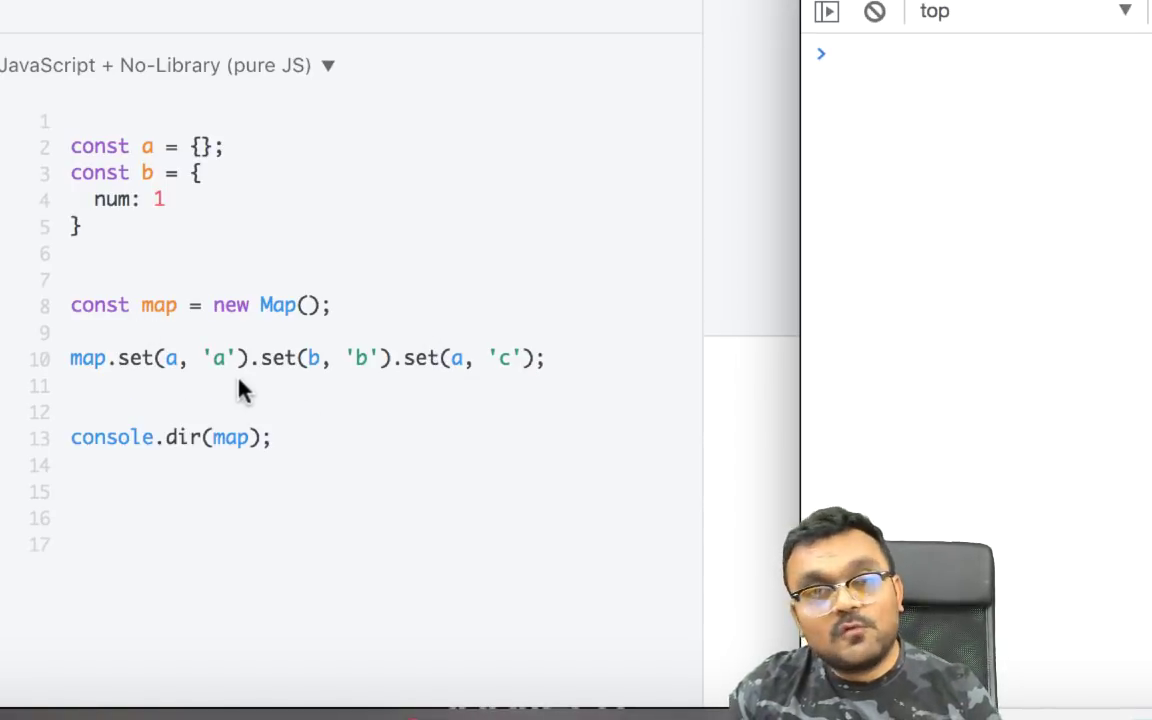 top
JavaScript + No-Library (pure JS) ▼
1
2 const a = {};
3 const b = {
4 num: 1
5 }
6
7
8 const map = new Map();
9
10 map.set(a, 'a').set(b, 'b').set(a, 'c');
11
12
13 console.dir(map);
14
15
16
17